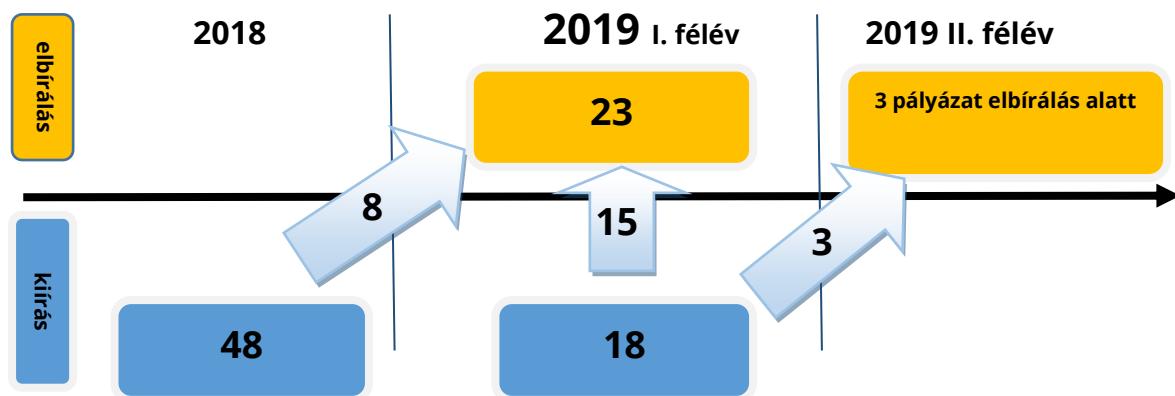 elbírálás
2018
2019 I. félév
2019 II. félév
23
3 pályázat elbírálás alatt
8
15
3
kiírás
48
18